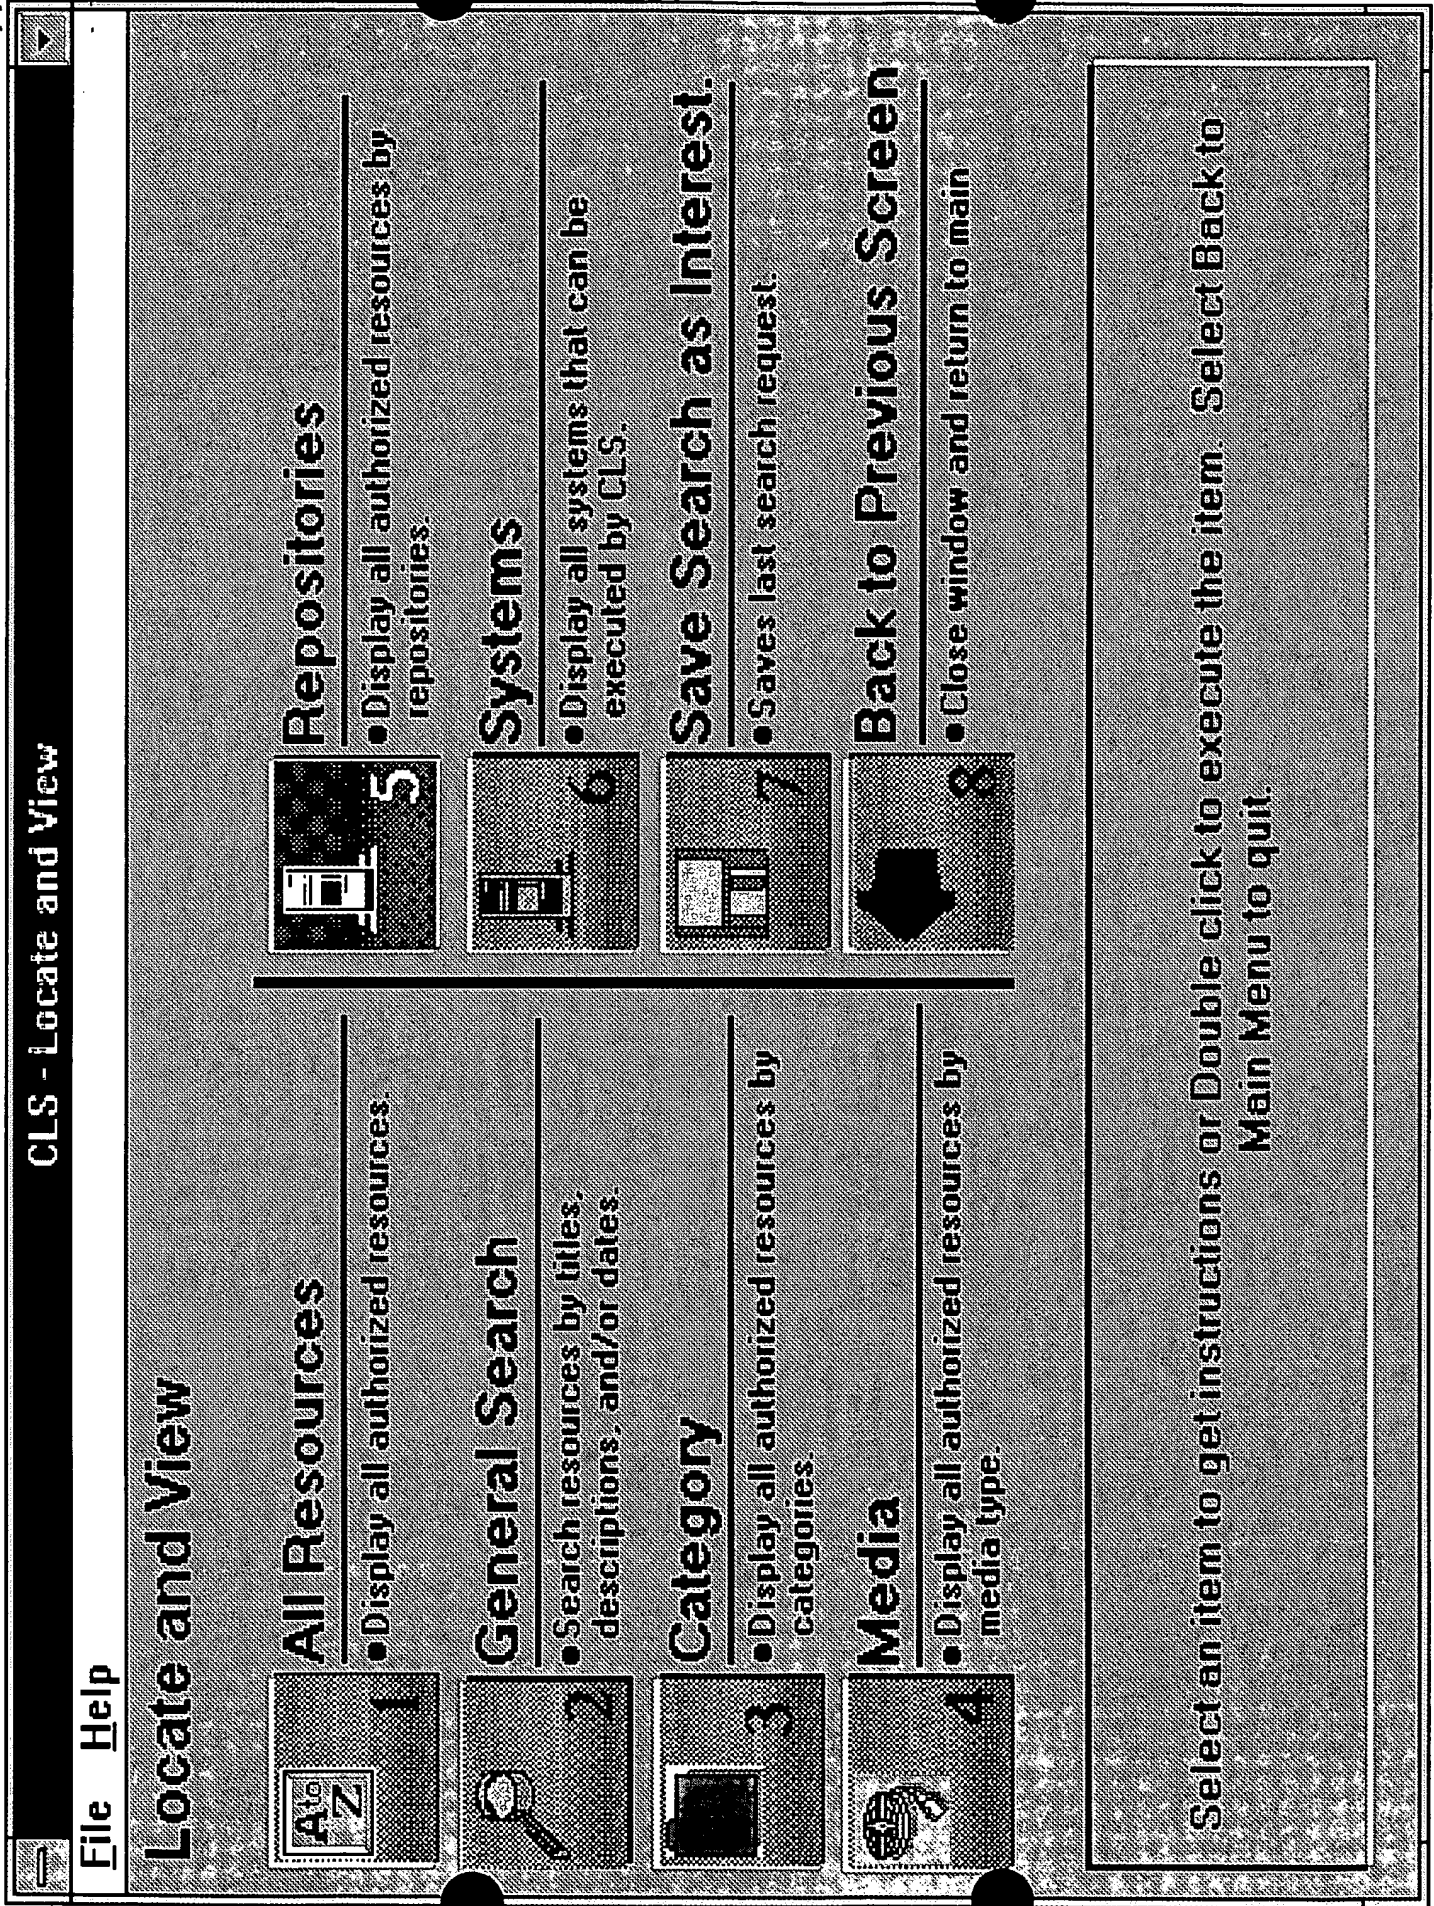 CLS - Locate and View
File Help
Locate and View
A to
Z
1
All Resources
● Display all authorized resources.
2
General Search
● Search resources by titles,
descriptions, and/or dates.
3
Category
● Display all authorized resources by
categories.
4
Media
● Display all authorized resources by
media type.
5
Repositories
● Display all authorized resources by
repositories.
6
Systems
● Display all systems that can be
executed by CLS.
7
Save Search as Interest.
● Saves last search request.
8
Back to Previous Screen
● Close window and return to main
Select an item to get instructions or Double click to execute the item. Select Back to
Main Menu to quit.